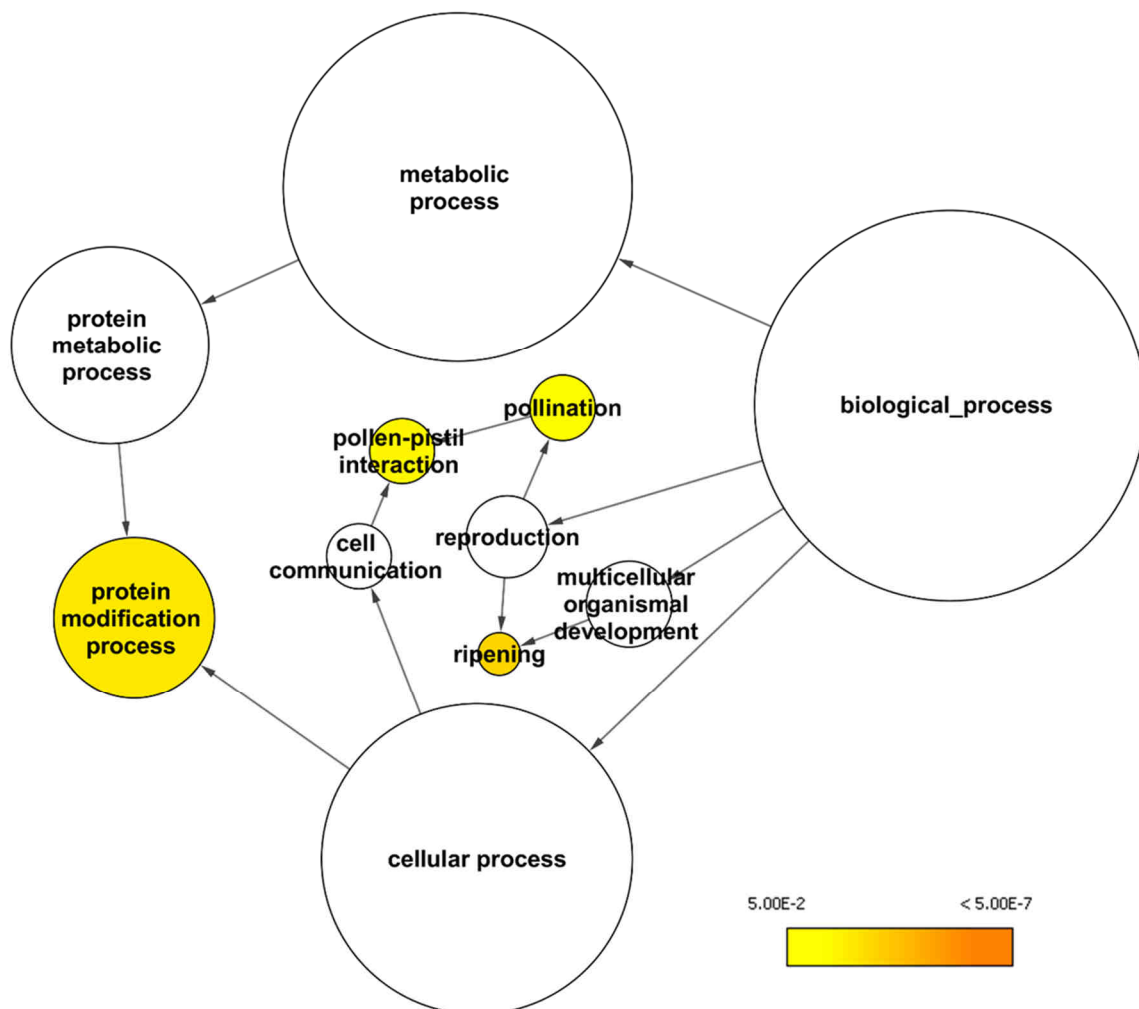 metabolic
process
protein
metabolic
process
biological_process
pollination
pollen-pistil
interaction
reproduction
cell
communication
multicellular
organismal
development
protein
modification
process
ripening
cellular process
5.00E-2
< 5.00E-7